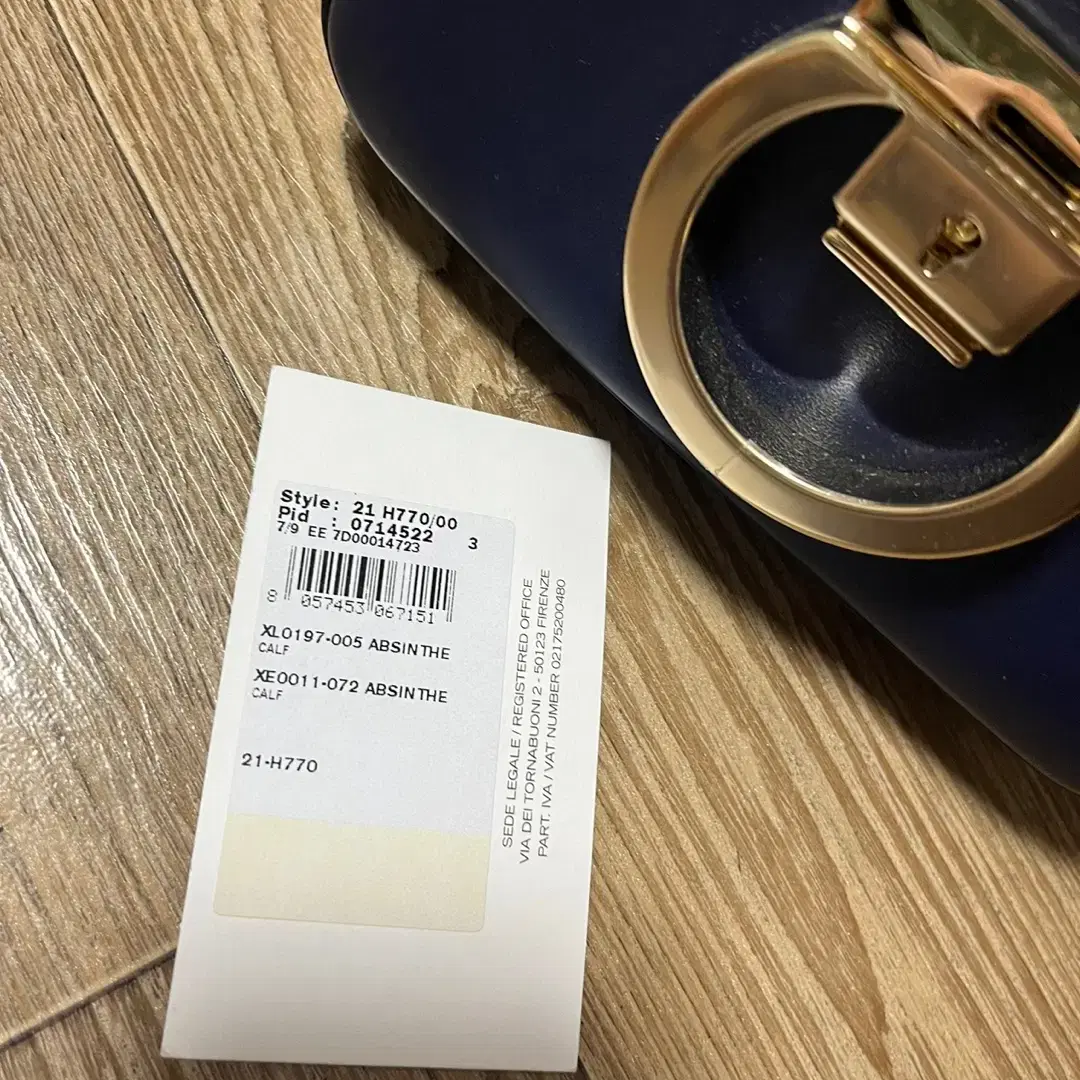 Style: 21 H770/00
Pid : 0714522 3
7/9 EE 7D00014723
8 057453 067151
XL0197-005 ABSINTHE
CALF
XE0011-072 ABSINTHE
CALF
21-H770
SEDE LEGALE / REGISTERED OFFICE
VIA DEI TORNABUONI 2 - 50123 FIRENZE
PART. IVA / VAT NUMBER 02175200480